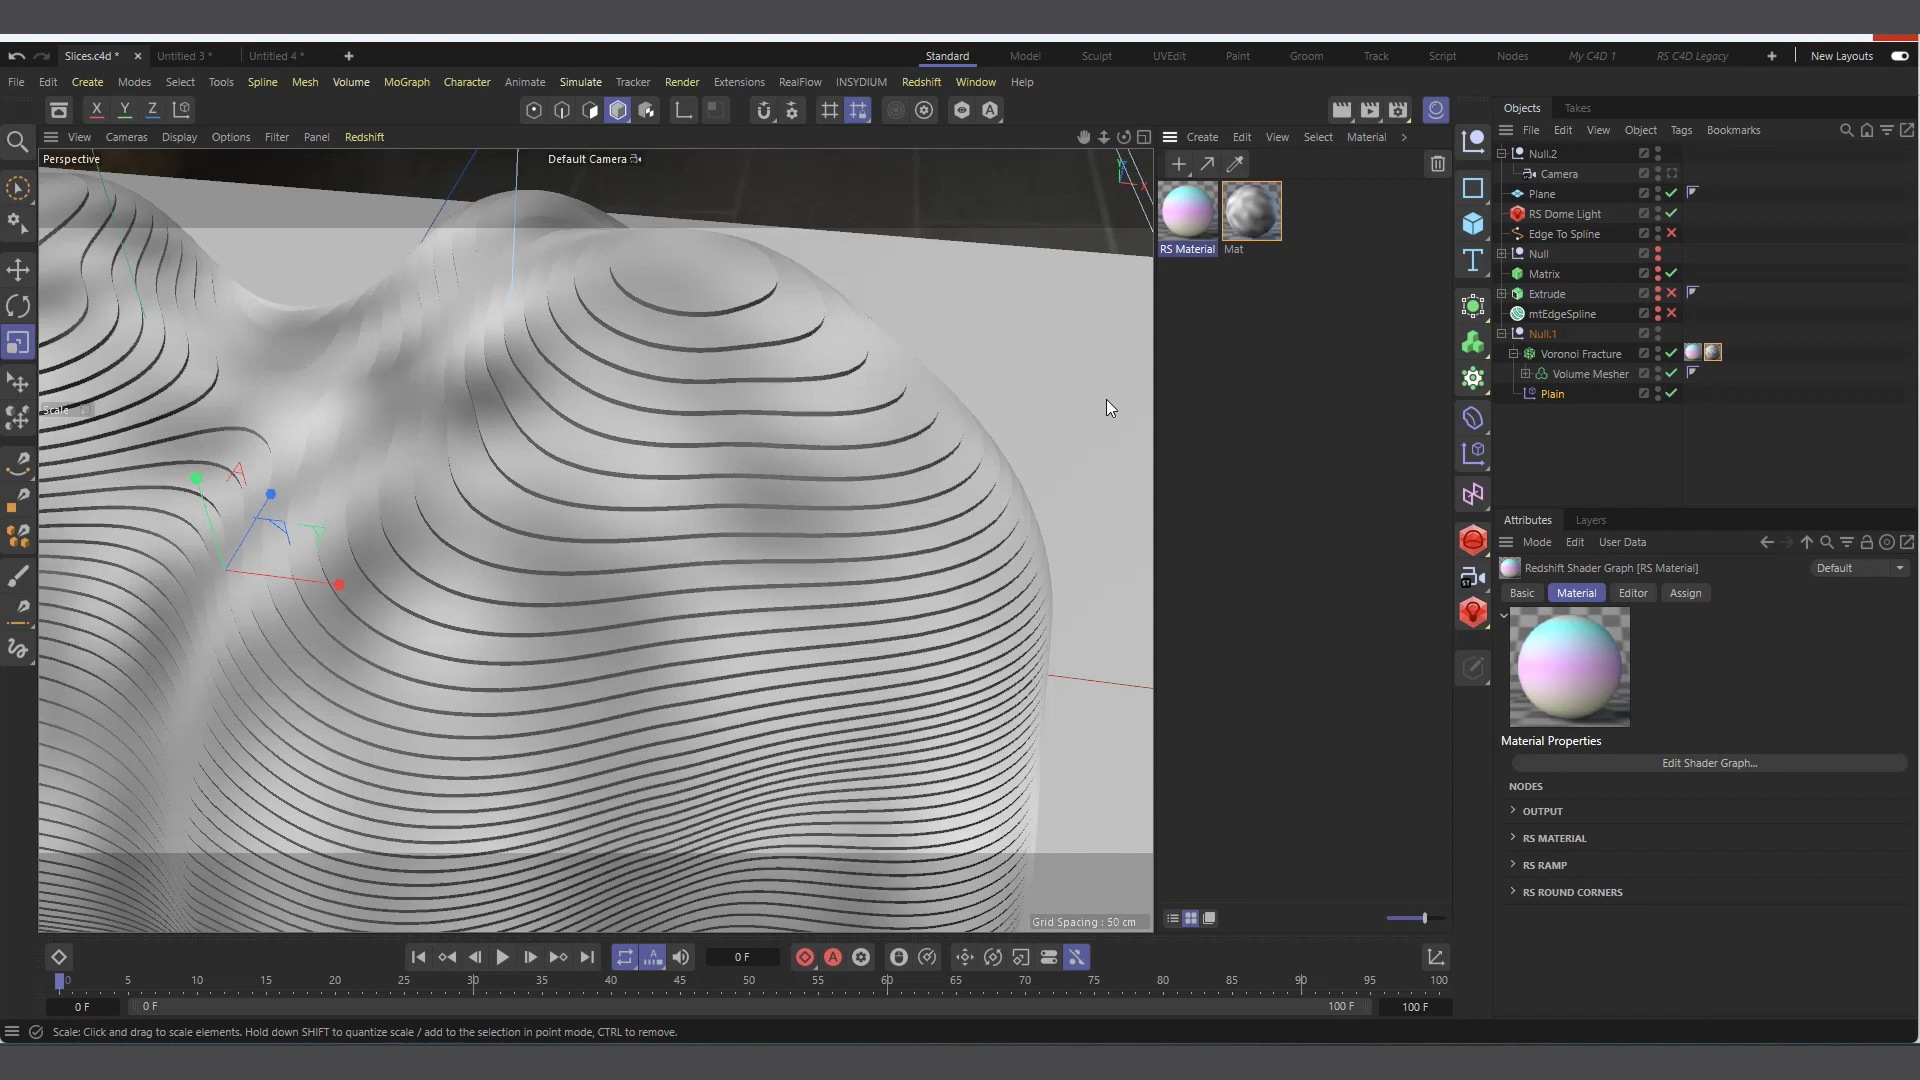 Slices.c4d * × Untitled 3 * Untitled 4 * +
Standard Model Sculpt UVEdit Paint Groom Track Script Nodes My C4D 1 RS C4D Legacy + New Layouts
File Edit Create Modes Select Tools Spline Mesh Volume MoGraph Character Animate Simulate Tracker Render Extensions RealFlow INSYDIUM Redshift Window Help
X Y Z
View Cameras Display Options Filter Panel Redshift
Perspective
Default Camera
Scale
Grid Spacing : 50 cm
Create Edit View Select Material >
RS Material
Mat
Objects Takes
File Edit View Object Tags Bookmarks
Null.2
Camera
Plane
RS Dome Light
Edge To Spline
Null
Matrix
Extrude
mtEdgeSpline
Null.1
Voronoi Fracture
Volume Mesher
Plain
Attributes Layers
Mode Edit User Data
Redshift Shader Graph [RS Material]
Default
Basic Material Editor Assign
Material Properties
Edit Shader Graph...
NODES
OUTPUT
RS MATERIAL
RS RAMP
RS ROUND CORNERS
0 F
0 5 10 15 20 25 30 35 40 45 50 55 60 65 70 75 80 85 90 95 100
0 F 0 F 100 F 100 F
Scale: Click and drag to scale elements. Hold down SHIFT to quantize scale / add to the selection in point mode, CTRL to remove.